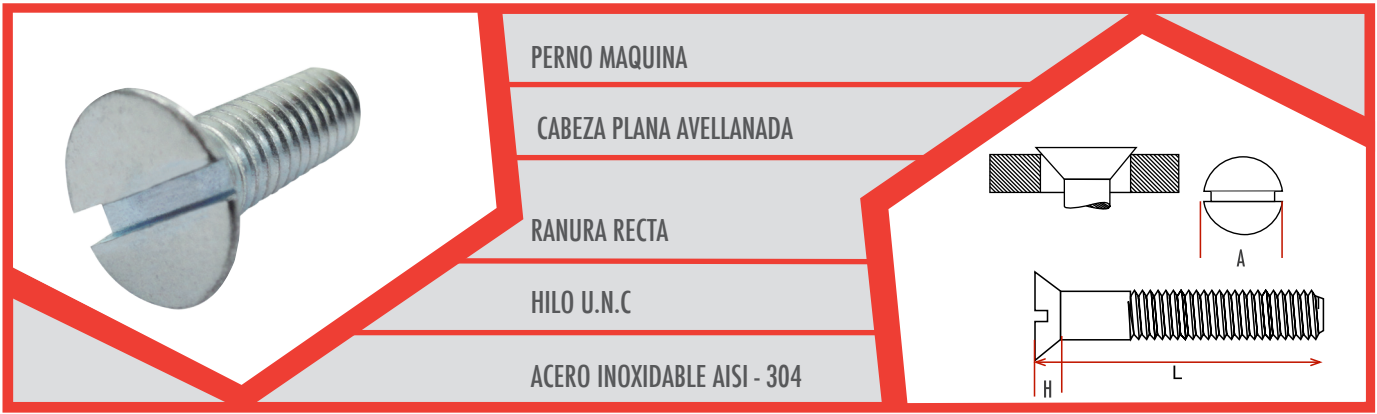 PERNO MAQUINA
CABEZA PLANA AVELLANADA
RANURA RECTA
HILO U.N.C
ACERO INOXIDABLE AISI - 304
A
L
H